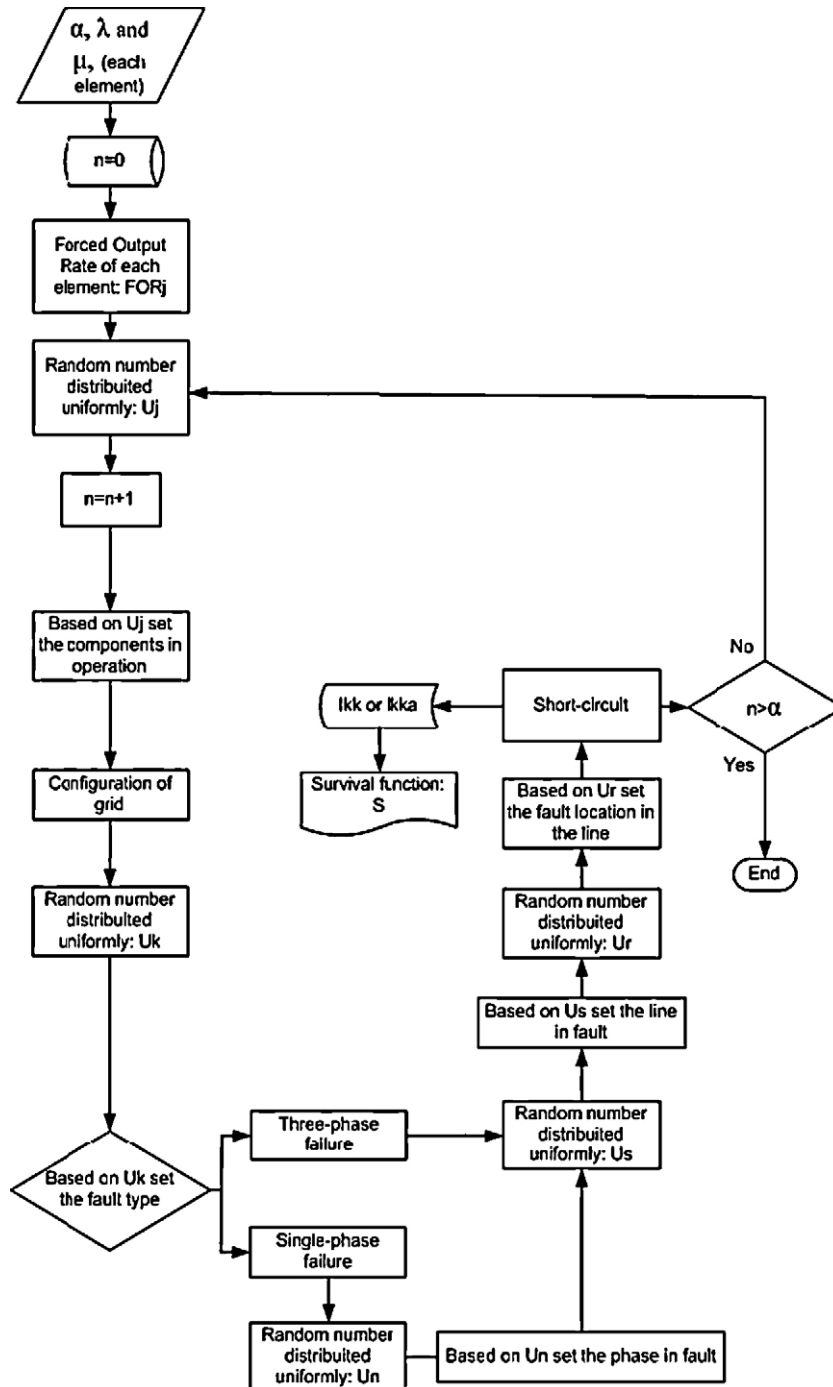 α, λ and
μ, (each
element)
n=0
Forced Output
Rate of each
element: FORj
Random number
distribuited
uniformly: Uj
n=n+1
Based on Uj set
the components in
operation
Configuration of
grid
Random number
distribuited
uniformly: Uk
Based on Uk set
the fault type
Three-phase
failure
Single-phase
failure
Random number
distribuited
uniformly: Un
Based on Un set the phase in fault
Random number
distribuited
uniformly: Us
Based on Us set the line
in fault
Random number
distribuited
uniformly: Ur
Based on Ur set
the fault location in
the line
Short-circuit
Ikk or Ikka
Survival function:
S
n>α
No
Yes
End